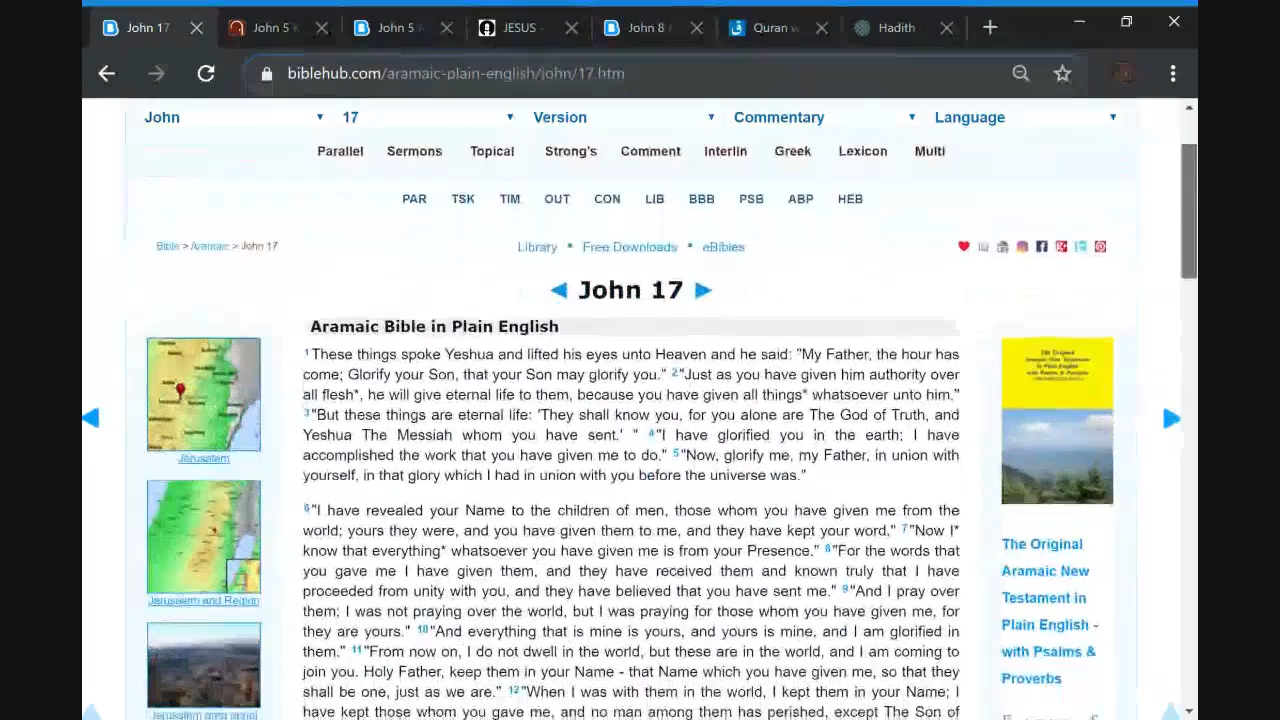 John 17
John 5 K
John 5 A
JESUS -
John 8 /
Quran w
Hadith
biblehub.com/aramaic-plain-english/john/17.htm
John 17 Version Commentary Language
Parallel Sermons Topical Strong's Comment Interlin Greek Lexicon Multi
PAR TSK TIM OUT CON LIB BBB PSB ABP HEB
Bible > Aramaic > John 17
Library • Free Downloads • eBibles
◄ John 17 ►
Aramaic Bible in Plain English
1These things spoke Yeshua and lifted his eyes unto Heaven and he said: "My Father, the hour has
come. Glorify your Son, that your Son may glorify you." 2"Just as you have given him authority over
all flesh*, he will give eternal life to them, because you have given all things* whatsoever unto him."
3"But these things are eternal life: 'They shall know you, for you alone are The God of Truth, and
Yeshua The Messiah whom you have sent.' " 4"I have glorified you in the earth; I have
accomplished the work that you have given me to do." 5"Now, glorify me, my Father, in union with
yourself, in that glory which I had in union with you before the universe was."
6"I have revealed your Name to the children of men, those whom you have given me from the
world; yours they were, and you have given them to me, and they have kept your word." 7"Now I*
know that everything* whatsoever you have given me is from your Presence." 8"For the words that
you gave me I have given them, and they have received them and known truly that I have
proceeded from unity with you, and they have believed that you have sent me." 9"And I pray over
them; I was not praying over the world, but I was praying for those whom you have given me, for
they are yours." 10"And everything that is mine is yours, and yours is mine, and I am glorified in
them." 11"From now on, I do not dwell in the world, but these are in the world, and I am coming to
join you. Holy Father, keep them in your Name - that Name which you have given me, so that they
shall be one, just as we are." 12"When I was with them in the world, I kept them in your Name; I
have kept those whom you gave me, and no man among them has perished, except The Son of
Jerusalem
Jerusalem and Region
The Original
Aramaic New
Testament in
Plain English -
with Psalms &
Proverbs